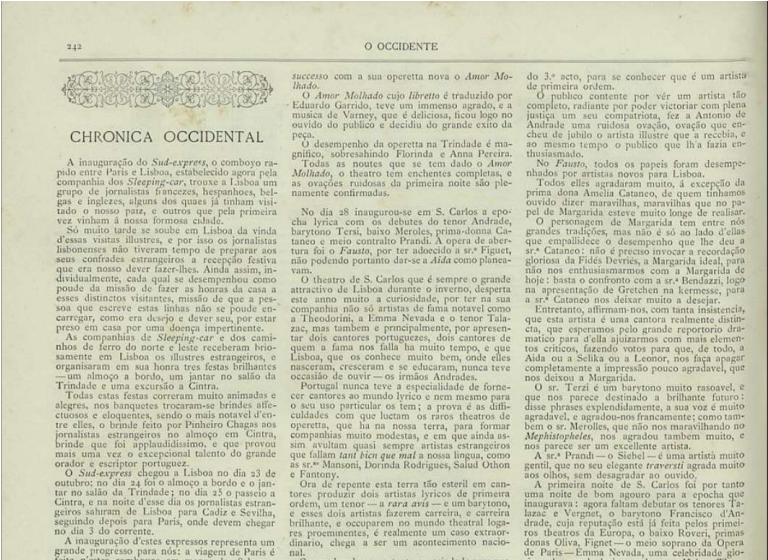 242
O OCCIDENTE
CHRONICA OCCIDENTAL
A inauguração do Sud-express, o comboyo ra-
pido entre Paris e Lisboa, estabelecido agora pela
companhia dos Sleeping-car, trouxe a Lisboa um
grupo de jornalistas francezes, hespanhoes, bel-
gas e inglezes, alguns dos quaes já tinham visi-
tado o nosso paiz, e outros que pela primeira
vez vinham á nossa formosa cidade.
Só muito tarde se soube em Lisboa da vinda
d'essas visitas illustres, e por isso os jornalistas
lisbonenses não tiveram tempo de preparar aos
seus confrades estrangeiros a recepção festiva
que era nosso dever fazer-lhes. Ainda assim, in-
dividualmente, cada qual se desempenhou como
poude da missão de fazer as honras da casa a
esses distinctos visitantes, missão de que a pes-
soa que escreve estas linhas não se poude en-
carregar, como era desejo e dever seu, por estar
preso em casa por uma doença impertinente.
As companhias de Sleeping-car e dos cami-
nhos de ferro do norte e leste receberam brio-
samente em Lisboa os illustres estrangeiros, e
organisaram em sua honra tres festas brilhantes
— um almoço a bordo, um jantar no salão da
Trindade e uma excursão a Cintra.
Todas estas festas correram muito animadas e
alegres, nos banquetes trocaram-se brindes affe-
ctuosos e eloquentes, sendo o mais notavel d'en-
tre elles, o brinde feito por Pinheiro Chagas aos
jornalistas estrangeiros no almoço em Cintra,
brinde que foi applaudidissimo, e que provou
mais uma vez o excepcional talento do grande
orador e escriptor portuguez.
O Sud-express chegou a Lisboa no dia 23 de
outubro; no dia 24 foi o almoço a bordo e o jan-
tar no salão da Trindade; no dia 25 o passeio a
Cintra, e na noite d'esse dia os jornalistas estran-
geiros sahiram de Lisboa para Cadiz e Sevilha,
seguindo depois para Paris, onde devem chegar
no dia 3 do corrente.
A inauguração d'estes expressos representa um
grande progresso para nós; a viagem de Paris é
successo com a sua operetta nova o Amor Mo-
lhado.
O Amor Molhado cujo libretto é traduzido por
Eduardo Garrido, teve um immenso agrado, e a
musica de Varney, que é deliciosa, ficou logo no
ouvido do publico e decidiu do grande exito da
peça.
O desempenho da operetta na Trindade é ma-
gnifico, sobresahindo Florinda e Anna Pereira.
Todas as noutes que se tem dado o Amor
Molhado, o theatro tem enchentes completas, e
as ovações ruidosas da primeira noite são ple-
namente confirmadas.
No dia 28 inaugurou-se em S. Carlos a epo-
cha lyrica com os debutes do tenor Andrade,
barytono Tersi, baixo Meroles, prima-donna Ca-
taneo e meio contralto Prandi. A opera de aber-
tura foi o Fausto, por ter adoecido a sr.ª Figuet,
não podendo portanto dar-se a Aida como planea-
vam.
O theatro de S. Carlos que é sempre o grande
attractivo de Lisboa durante o inverno, desperta
este anno muito a curiosidade, por ter na sua
companhia não só artistas de fama notavel como
a Theodorini, a Emma Nevada e o tenor Tala-
zac, mas tambem e principalmente, por apresen-
tar dois cantores portuguezes, dois cantores de
quem a fama nos falla ha muito tempo, e que
Lisboa, que os conhece muito bem, onde elles
nasceram, cresceram e se educaram, nunca teve
occasião de ouvir — os irmãos Andrades.
Portugal nunca teve a especialidade de forne-
cer cantores ao mundo lyrico e nem mesmo para
o seu uso particular os tem; a prova é as diffi-
culdades com que luctam os raros theatros de
operetta, que ha na nossa terra, para formar
companhias muito modestas, e em que ainda as-
sim avultam quasi sempre artistas estrangeiros
que fallam tant bien que mal a nossa lingua, como
as sr.ªˢ Mansoni, Dorinda Rodrigues, Salud Othon
e Fantony.
Ora de repente esta terra tão esteril em can-
tores produziu dois artistas lyricos de primeira
ordem, um tenor — a rara avis — e um barytono,
e esses dois artistas fazerem carreira, e carreira
brilhante, e occuparem no mundo theatral loga-
res proeminentes, é realmente um caso extraor-
dinario, chega a ser um acontecimento nacio-
nal.
do 3.º acto, para se conhecer que é um artista
de primeira ordem.
O publico contente por vêr um artista tão
completo, radiante por poder victoriar com plena
justiça um seu compatriota, fez a Antonio de
Andrade uma ruidosa ovação, ovação que en-
cheu de jubilo o artista illustre que a recebia, e
ao mesmo tempo o publico que lh'a fazia en-
thusiasmado.
No Fausto, todos os papeis foram desempe-
nhados por artistas novos para Lisboa.
Todos elles agradaram muito, á excepção da
prima dona Amelia Cataneo, de quem tinhamos
ouvido dizer maravilhas, maravilhas que no pa-
pel de Margarida esteve muito longe de realisar.
O personagem de Margarida tem entre nós
grandes tradicções, mas não é só ao lado d'ellas
que empallidece o desempenho que lhe deu a
sr.ª Cataneo: não é preciso invocar a recordação
gloriosa da Fidés Devriés, a Margarida ideal, para
não nos enthusiasmarmos com a Margarida de
hoje: basta o confronto com a sr.ª Bendazzi, logo
na apresentação de Gretchen na kermesse, para
a sr.ª Cataneo nos deixar muito a desejar.
Entretanto, affirmam-nos, com tanta insistencia,
que esta artista é uma cantora realmente distin-
cta, que esperamos pelo grande reportorio dra-
matico para d'ella ajuizarmos com mais elemen-
tos criticos, fazendo votos para que, de todo, a
Aida ou a Selika ou a Leonor, nos faça apagar
completamente a impressão pouco agradavel, que
nos deixou a Margarida.
O sr. Terzi é um barytono muito rasoavel, e
que nos parece destinado a brilhante futuro:
disse phrases explendidamente, a sua voz é muito
agradavel, e agradou-nos francamente; como tam-
bem o sr. Merolles, que não nos maravilhando no
Mephistopheles, nos agradou tambem muito, e
nos parece ser um excellente artista.
A sr.ª Prandi — o Siebel — é uma artista muito
gentil, que no seu elegante traversti agrada muito
aos olhos, sem desagradar ao ouvido.
A primeira noite de S. Carlos foi por tanto
uma noite de bom agouro para a epocha que
inaugurava: agora faltam debutar os tenores Ta-
lazac e Vergnet, o barytono Francisco d'An-
drade, cuja reputação está já feita pelos primei-
ros theatros da Europa, o baixo Roveri, primas
donas Oliva, Fignet — o meio soprano da Opera
de Paris — Emma Nevada, uma celebridade lo-